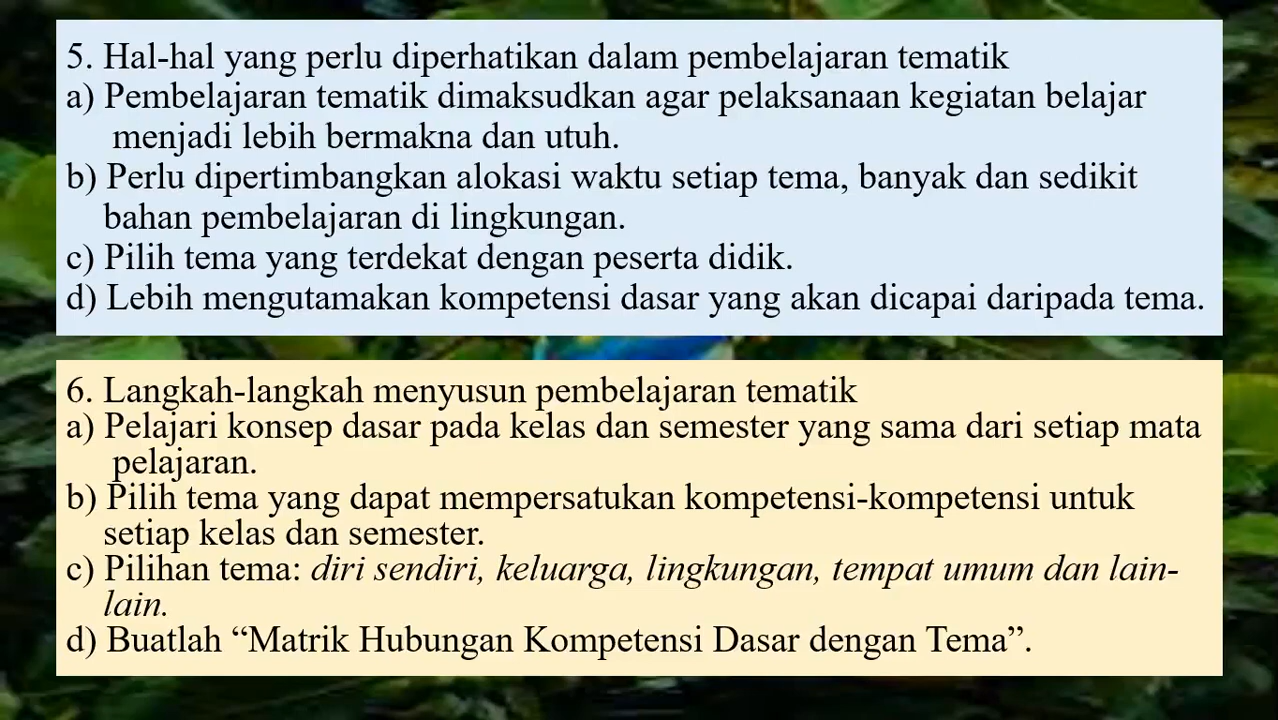 5. Hal-hal yang perlu diperhatikan dalam pembelajaran tematik
a) Pembelajaran tematik dimaksudkan agar pelaksanaan kegiatan belajar
menjadi lebih bermakna dan utuh.
b) Perlu dipertimbangkan alokasi waktu setiap tema, banyak dan sedikit
bahan pembelajaran di lingkungan.
c) Pilih tema yang terdekat dengan peserta didik.
d) Lebih mengutamakan kompetensi dasar yang akan dicapai daripada tema.
6. Langkah-langkah menyusun pembelajaran tematik
a) Pelajari konsep dasar pada kelas dan semester yang sama dari setiap mata
pelajaran.
b) Pilih tema yang dapat mempersatukan kompetensi-kompetensi untuk
setiap kelas dan semester.
c) Pilihan tema: diri sendiri, keluarga, lingkungan, tempat umum dan lain-
lain.
d) Buatlah “Matrik Hubungan Kompetensi Dasar dengan Tema”.